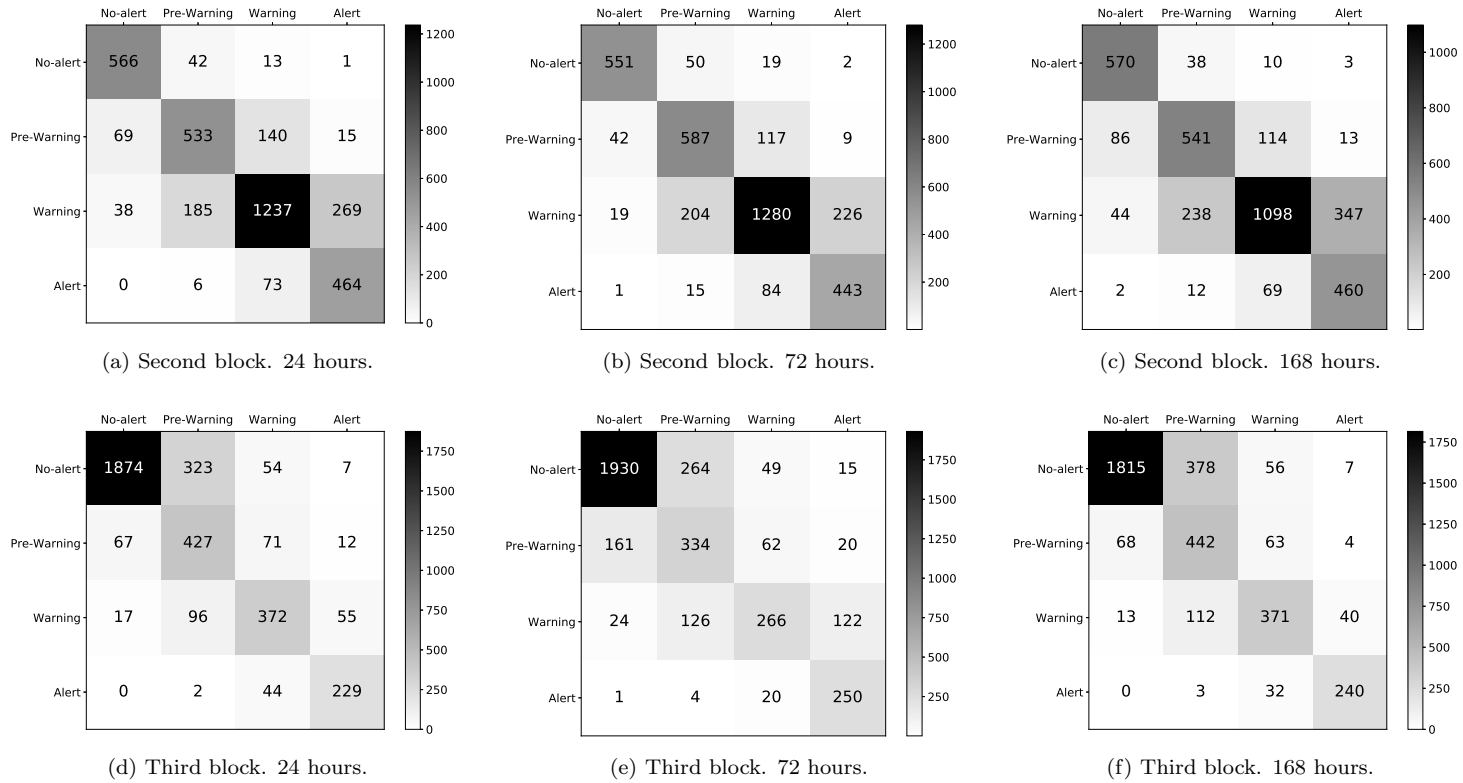 No-alert Pre-Warning Warning Alert
No-alert 566 42 13 1
Pre-Warning 69 533 140 15
Warning 38 185 1237 269
Alert 0 6 73 464
1200
1000
800
600
400
200
0
(a) Second block. 24 hours.
No-alert Pre-Warning Warning Alert
No-alert 551 50 19 2
Pre-Warning 42 587 117 9
Warning 19 204 1280 226
Alert 1 15 84 443
1200
1000
800
600
400
200
(b) Second block. 72 hours.
No-alert Pre-Warning Warning Alert
No-alert 570 38 10 3
Pre-Warning 86 541 114 13
Warning 44 238 1098 347
Alert 2 12 69 460
1000
800
600
400
200
(c) Second block. 168 hours.
No-alert Pre-Warning Warning Alert
No-alert 1874 323 54 7
Pre-Warning 67 427 71 12
Warning 17 96 372 55
Alert 0 2 44 229
1750
1500
1250
1000
750
500
250
0
(d) Third block. 24 hours.
No-alert Pre-Warning Warning Alert
No-alert 1930 264 49 15
Pre-Warning 161 334 62 20
Warning 24 126 266 122
Alert 1 4 20 250
1750
1500
1250
1000
750
500
250
(e) Third block. 72 hours.
No-alert Pre-Warning Warning Alert
No-alert 1815 378 56 7
Pre-Warning 68 442 63 4
Warning 13 112 371 40
Alert 0 3 32 240
1750
1500
1250
1000
750
500
250
0
(f) Third block. 168 hours.